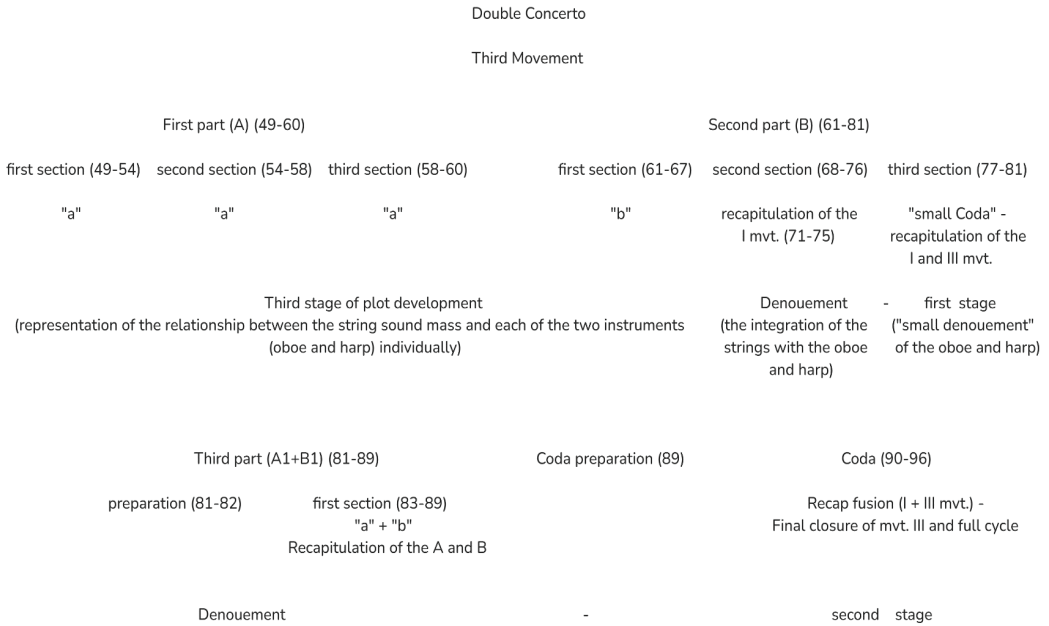 Double Concerto
Third Movement
First part (A) (49-60) Second part (B) (61-81)
first section (49-54) second section (54-58) third section (58-60) first section (61-67) second section (68-76) third section (77-81)
"a" "a" "a" "b" recapitulation of the "small Coda" -
I mvt. (71-75) recapitulation of the
I and III mvt.
Third stage of plot development Denouement - first stage
(representation of the relationship between the string sound mass and each of the two instruments (the integration of the ("small denouement"
(oboe and harp) individually) strings with the oboe of the oboe and harp)
and harp)
Third part (A1+B1) (81-89) Coda preparation (89) Coda (90-96)
preparation (81-82) first section (83-89) Recap fusion (I + III mvt.) -
"a" + "b" Final closure of mvt. III and full cycle
Recapitulation of the A and B
Denouement - second stage